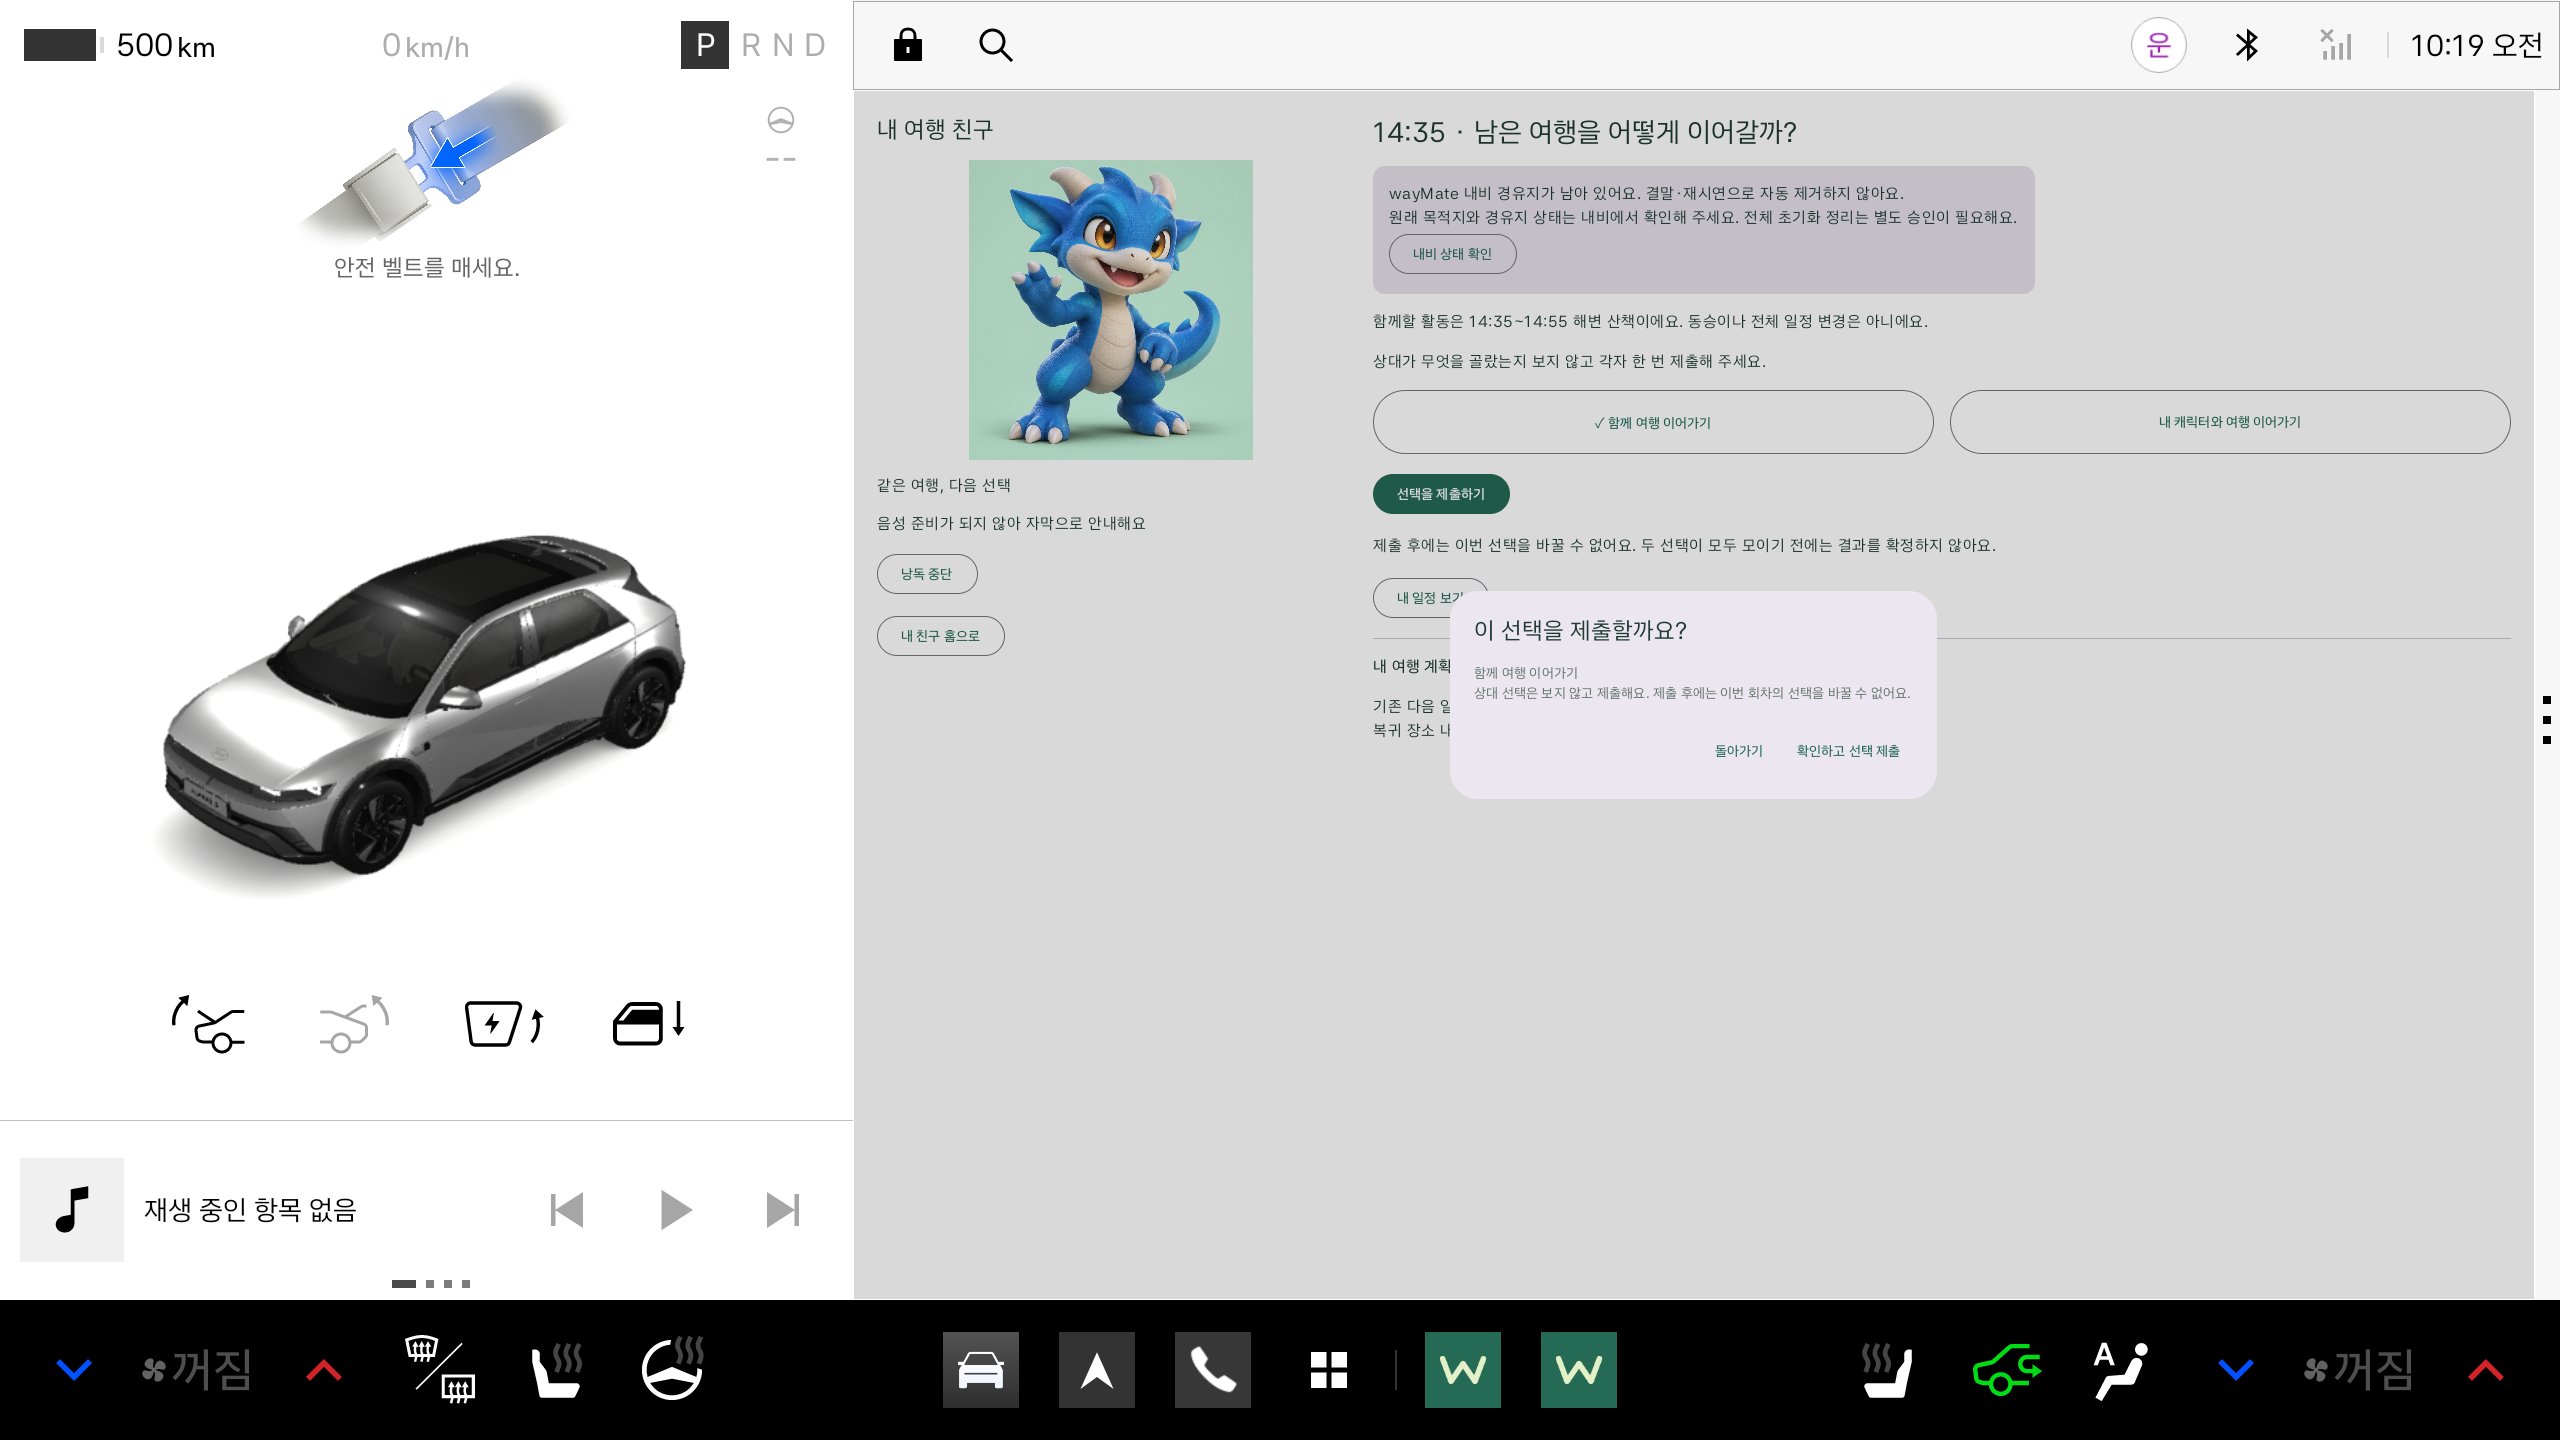 500 km
0 km/h
P R N D
안전 벨트를 매세요.
재생 중인 항목 없음
운
10:19 오전
내 여행 친구
같은 여행, 다음 선택
음성 준비가 되지 않아 자막으로 안내해요
낭독 중단
내 친구 홈으로
14:35 · 남은 여행을 어떻게 이어갈까?
wayMate 내비 경유지가 남아 있어요. 결말·재시연으로 자동 제거하지 않아요.
원래 목적지와 경유지 상태는 내비에서 확인해 주세요. 전체 초기화 정리는 별도 승인이 필요해요.
내비 상태 확인
함께할 활동은 14:35~14:55 해변 산책이에요. 동승이나 전체 일정 변경은 아니에요.
상대가 무엇을 골랐는지 보지 않고 각자 한 번 제출해 주세요.
✓ 함께 여행 이어가기
내 캐릭터와 여행 이어가기
선택을 제출하기
제출 후에는 이번 선택을 바꿀 수 없어요. 두 선택이 모두 모이기 전에는 결과를 확정하지 않아요.
내 일정 보기
내 여행 계획
기존 다음 일
복귀 장소 내
이 선택을 제출할까요?
함께 여행 이어가기
상대 선택은 보지 않고 제출해요. 제출 후에는 이번 회차의 선택을 바꿀 수 없어요.
돌아가기
확인하고 선택 제출
꺼짐
A
꺼짐